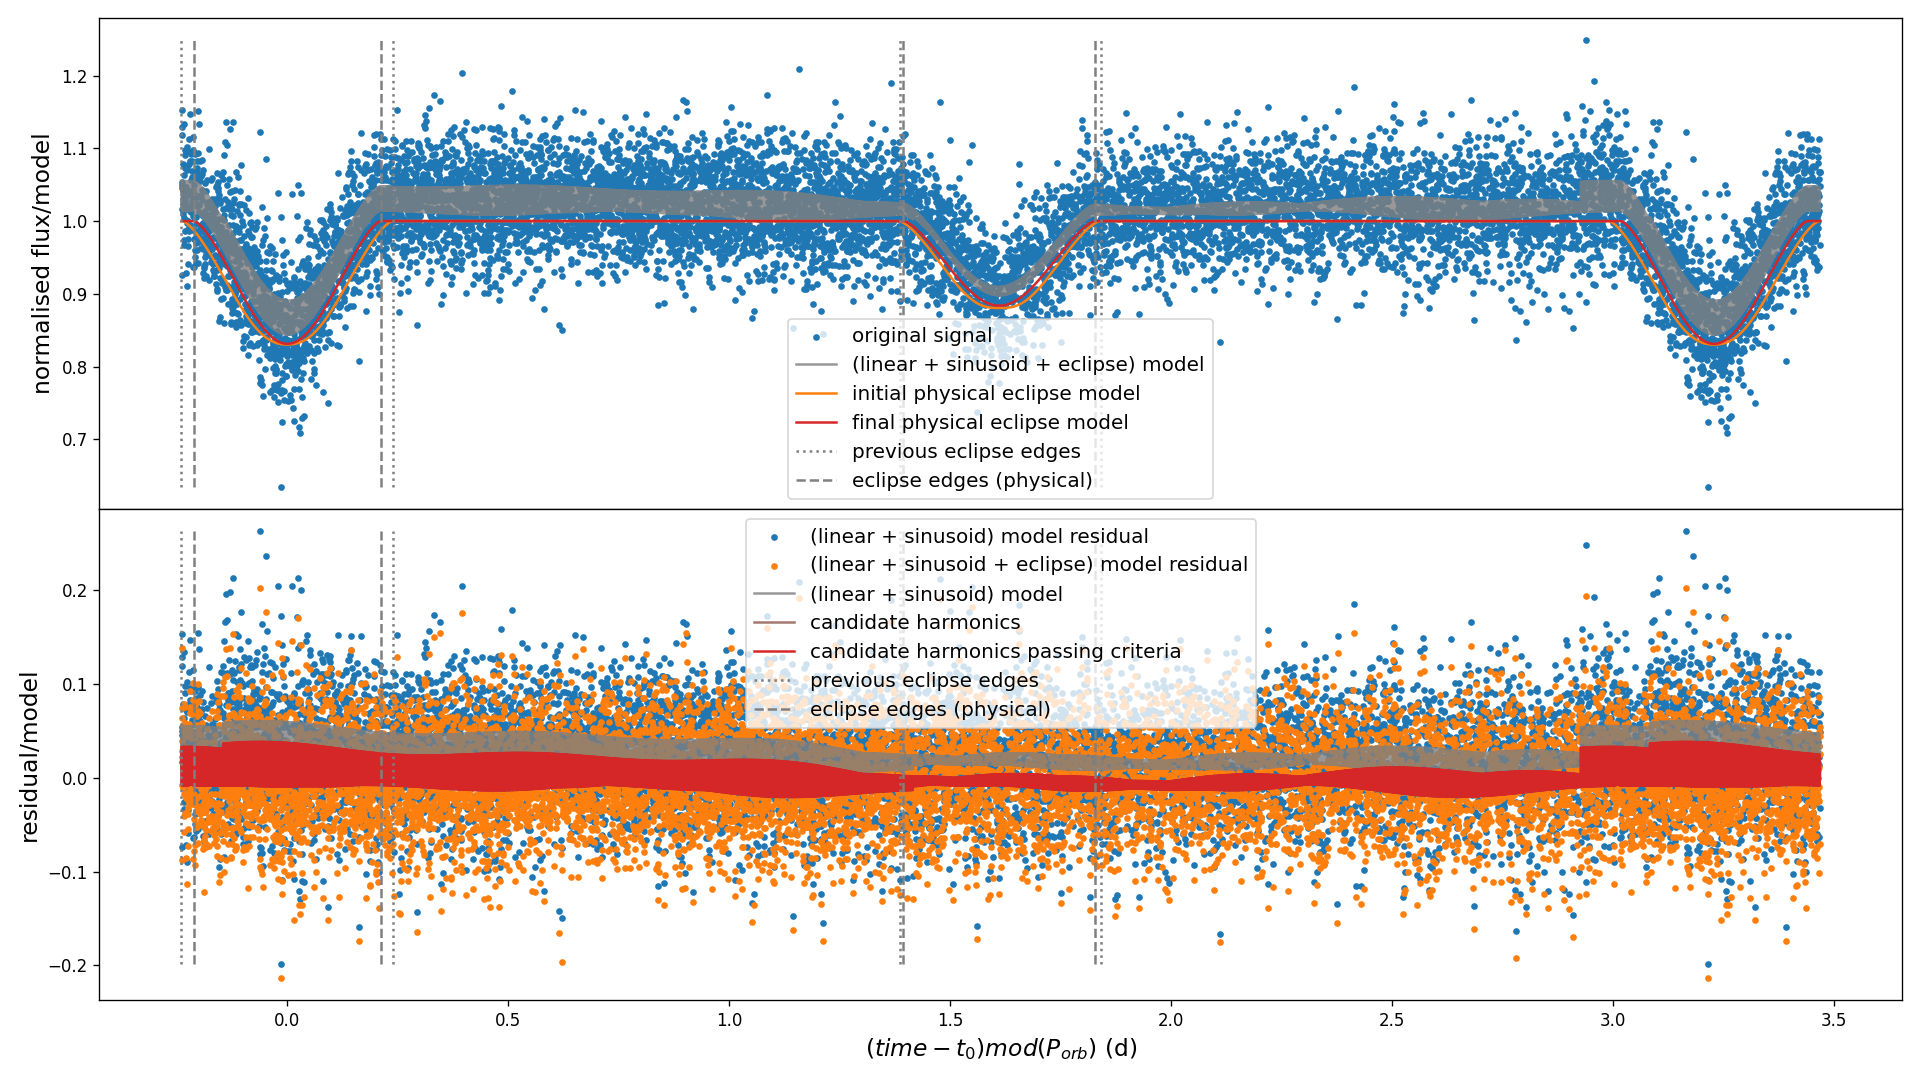 normalised flux/model
1.2
1.1
1.0
0.9
0.8
0.7
original signal
(linear + sinusoid + eclipse) model
initial physical eclipse model
final physical eclipse model
previous eclipse edges
eclipse edges (physical)
residual/model
0.2
0.1
0.0
−0.1
−0.2
(linear + sinusoid) model residual
(linear + sinusoid + eclipse) model residual
(linear + sinusoid) model
candidate harmonics
candidate harmonics passing criteria
previous eclipse edges
eclipse edges (physical)
0.0 0.5 1.0 1.5 2.0 2.5 3.0 3.5
(time − t₀)mod(Pₒᵣb) (d)